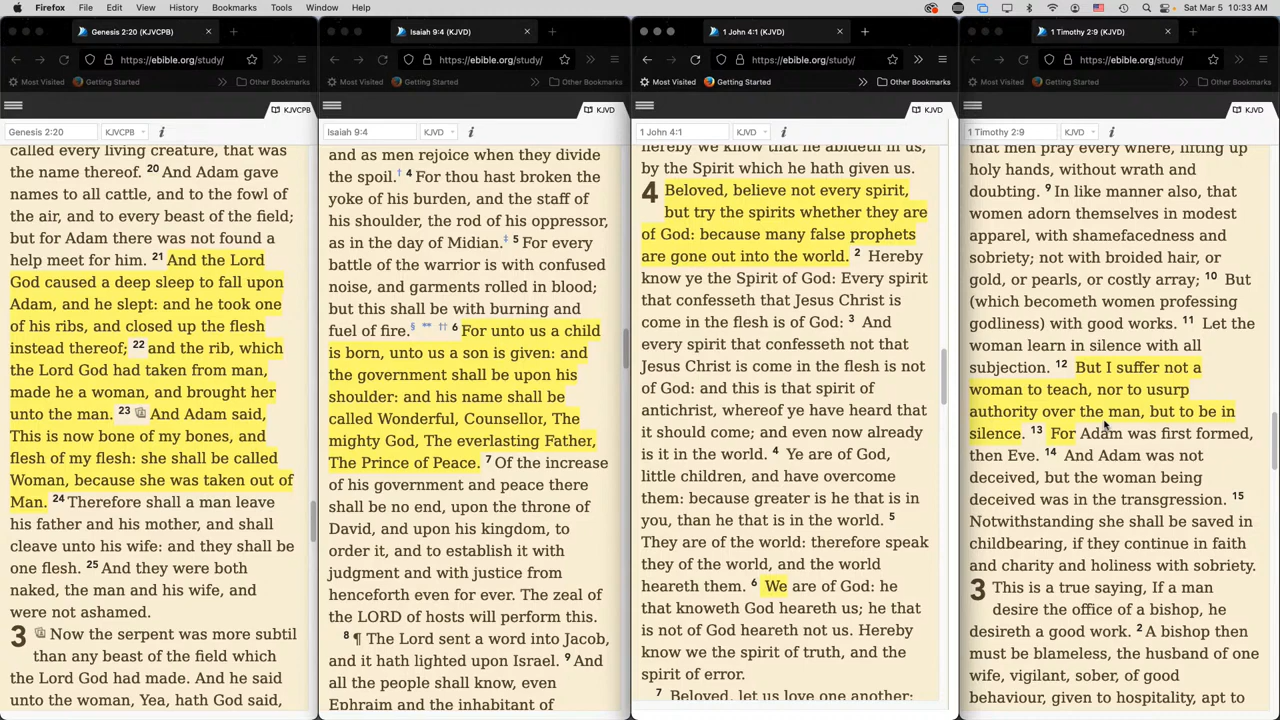 Firefox File Edit View History Bookmarks Tools Window Help Sat Mar 5 10:33 AM
Genesis 2:20 (KJVCPB)
https://ebible.org/study/
Most Visited Getting Started Other Bookmarks
KJVCPB
Genesis 2:20 KJVCPB
called every living creature, that was
the name thereof. 20 And Adam gave
names to all cattle, and to the fowl of
the air, and to every beast of the field;
but for Adam there was not found a
help meet for him. 21 And the Lord
God caused a deep sleep to fall upon
Adam, and he slept: and he took one
of his ribs, and closed up the flesh
instead thereof; 22 and the rib, which
the Lord God had taken from man,
made he a woman, and brought her
unto the man. 23 And Adam said,
This is now bone of my bones, and
flesh of my flesh: she shall be called
Woman, because she was taken out of
Man. 24 Therefore shall a man leave
his father and his mother, and shall
cleave unto his wife: and they shall be
one flesh. 25 And they were both
naked, the man and his wife, and
were not ashamed.
3 Now the serpent was more subtil
than any beast of the field which
the Lord God had made. And he said
unto the woman, Yea, hath God said,
Isaiah 9:4 (KJVD)
https://ebible.org/study/
Most Visited Getting Started Other Bookmarks
KJVD
Isaiah 9:4 KJVD
and as men rejoice when they divide
the spoil.† 4 For thou hast broken the
yoke of his burden, and the staff of
his shoulder, the rod of his oppressor,
as in the day of Midian.‡ 5 For every
battle of the warrior is with confused
noise, and garments rolled in blood;
but this shall be with burning and
fuel of fire.§ ** †† 6 For unto us a child
is born, unto us a son is given: and
the government shall be upon his
shoulder: and his name shall be
called Wonderful, Counsellor, The
mighty God, The everlasting Father,
The Prince of Peace. 7 Of the increase
of his government and peace there
shall be no end, upon the throne of
David, and upon his kingdom, to
order it, and to establish it with
judgment and with justice from
henceforth even for ever. The zeal of
the LORD of hosts will perform this.
8 ¶ The Lord sent a word into Jacob,
and it hath lighted upon Israel. 9 And
all the people shall know, even
Ephraim and the inhabitant of
1 John 4:1 (KJVD)
https://ebible.org/study/
Most Visited Getting Started Other Bookmarks
KJVD
1 John 4:1 KJVD
hereby we know that he abideth in us,
by the Spirit which he hath given us.
4 Beloved, believe not every spirit,
but try the spirits whether they are
of God: because many false prophets
are gone out into the world. 2 Hereby
know ye the Spirit of God: Every spirit
that confesseth that Jesus Christ is
come in the flesh is of God: 3 And
every spirit that confesseth not that
Jesus Christ is come in the flesh is not
of God: and this is that spirit of
antichrist, whereof ye have heard that
it should come; and even now already
is it in the world. 4 Ye are of God,
little children, and have overcome
them: because greater is he that is in
you, than he that is in the world. 5
They are of the world: therefore speak
they of the world, and the world
heareth them. 6 We are of God: he
that knoweth God heareth us; he that
is not of God heareth not us. Hereby
know we the spirit of truth, and the
spirit of error.
7 Beloved, let us love one another:
1 Timothy 2:9 (KJVD)
https://ebible.org/study/
Most Visited Getting Started Other Bookmarks
KJVD
1 Timothy 2:9 KJVD
that men pray every where, lifting up
holy hands, without wrath and
doubting. 9 In like manner also, that
women adorn themselves in modest
apparel, with shamefacedness and
sobriety; not with broided hair, or
gold, or pearls, or costly array; 10 But
(which becometh women professing
godliness) with good works. 11 Let the
woman learn in silence with all
subjection. 12 But I suffer not a
woman to teach, nor to usurp
authority over the man, but to be in
silence. 13 For Adam was first formed,
then Eve. 14 And Adam was not
deceived, but the woman being
deceived was in the transgression. 15
Notwithstanding she shall be saved in
childbearing, if they continue in faith
and charity and holiness with sobriety.
3 This is a true saying, If a man
desire the office of a bishop, he
desireth a good work. 2 A bishop then
must be blameless, the husband of one
wife, vigilant, sober, of good
behaviour, given to hospitality, apt to